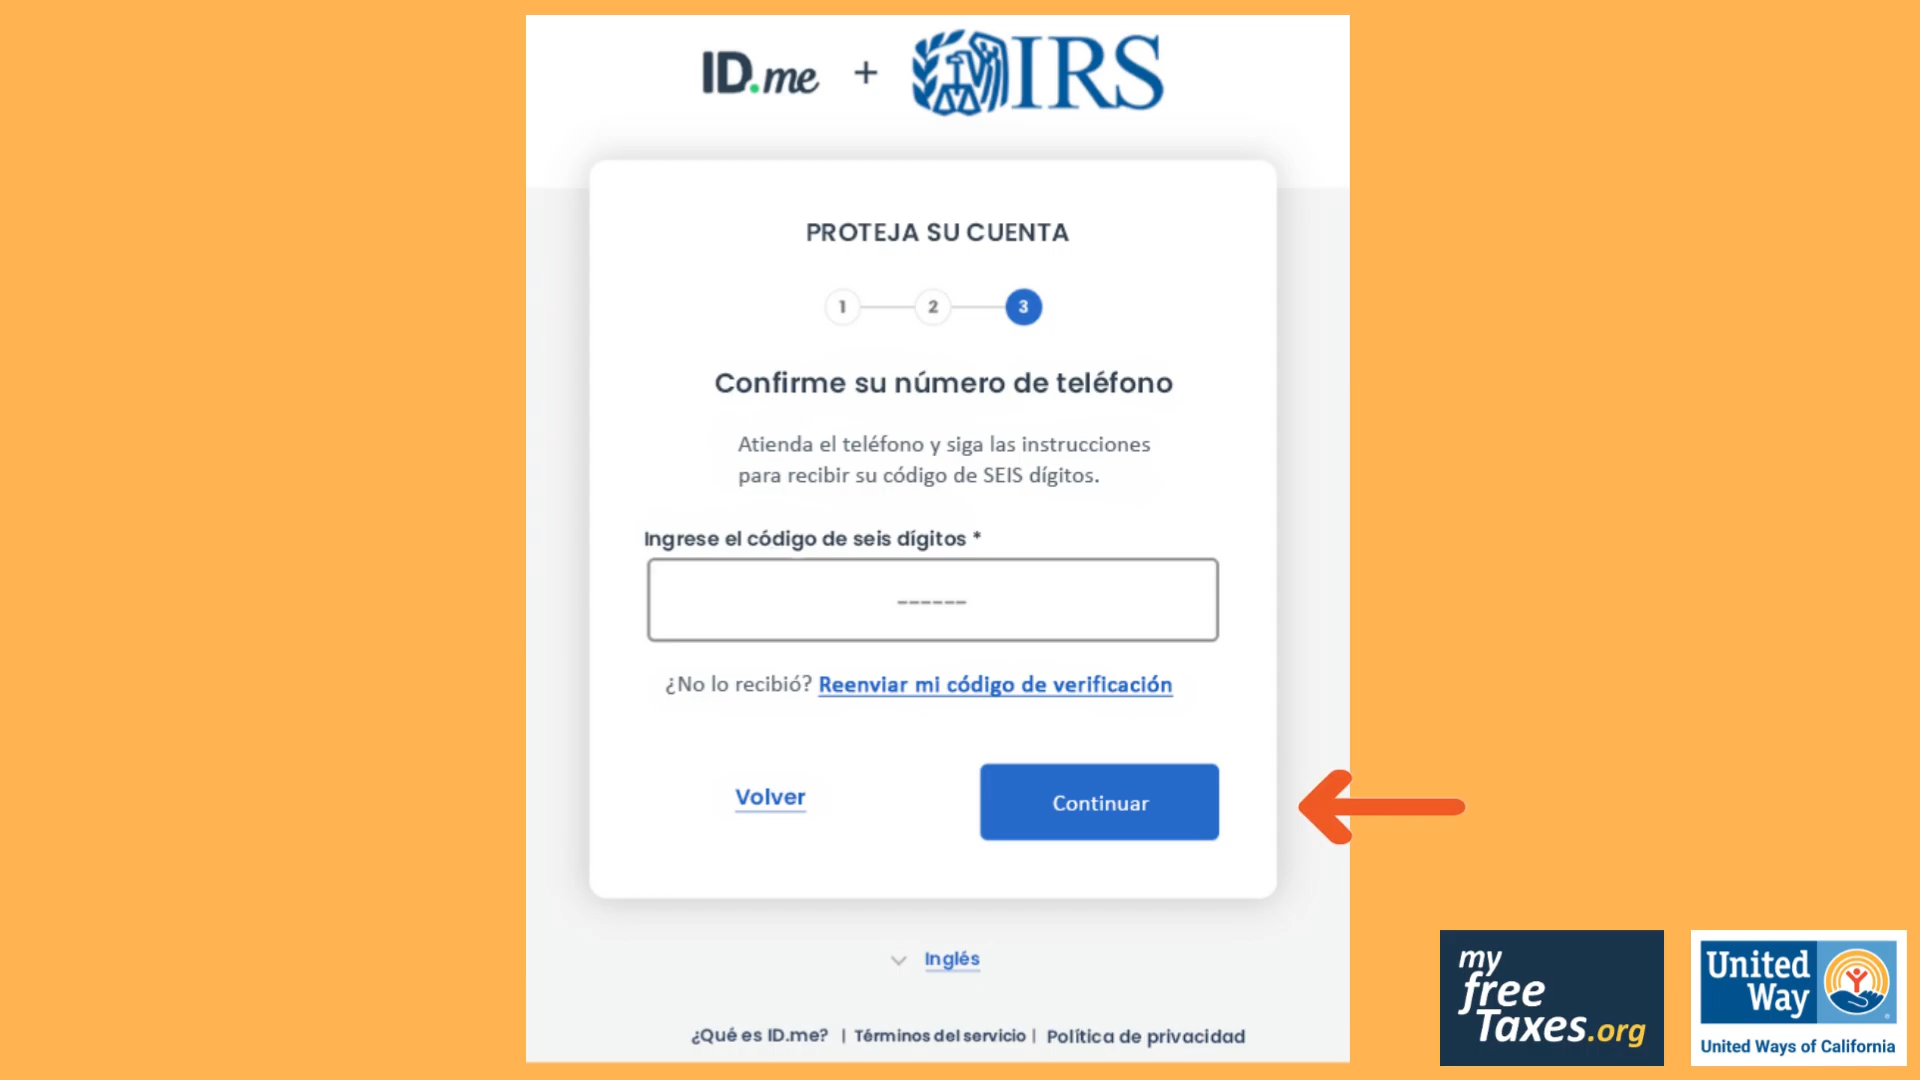 ID.me + IRS
PROTEJA SU CUENTA
1 2 3
Confirme su número de teléfono
Atienda el teléfono y siga las instrucciones
para recibir su código de SEIS dígitos.
Ingrese el código de seis dígitos *
------
¿No lo recibió? Reenviar mi código de verificación
Volver
Continuar
Inglés
¿Qué es ID.me? | Términos del servicio | Política de privacidad
my
free
Taxes.org
United
Way
United Ways of California